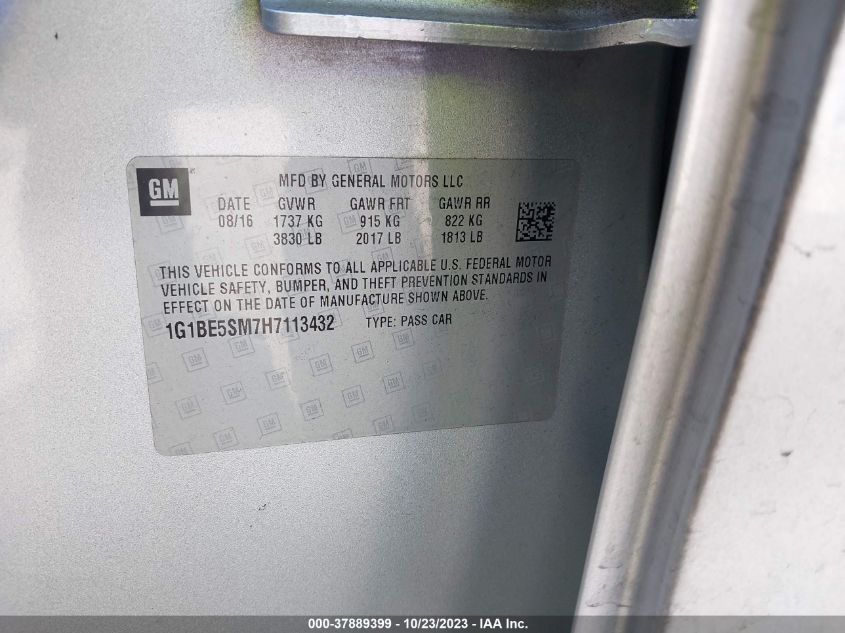 GM
MFD BY GENERAL MOTORS LLC
DATE GVWR GAWR FRT GAWR RR
08/16 1737 KG 915 KG 822 KG
3830 LB 2017 LB 1813 LB
THIS VEHICLE CONFORMS TO ALL APPLICABLE U.S. FEDERAL MOTOR
VEHICLE SAFETY, BUMPER, AND THEFT PREVENTION STANDARDS IN
EFFECT ON THE DATE OF MANUFACTURE SHOWN ABOVE.
1G1BE5SM7H7113432 TYPE: PASS CAR
000-37889399 - 10/23/2023 - IAA Inc.